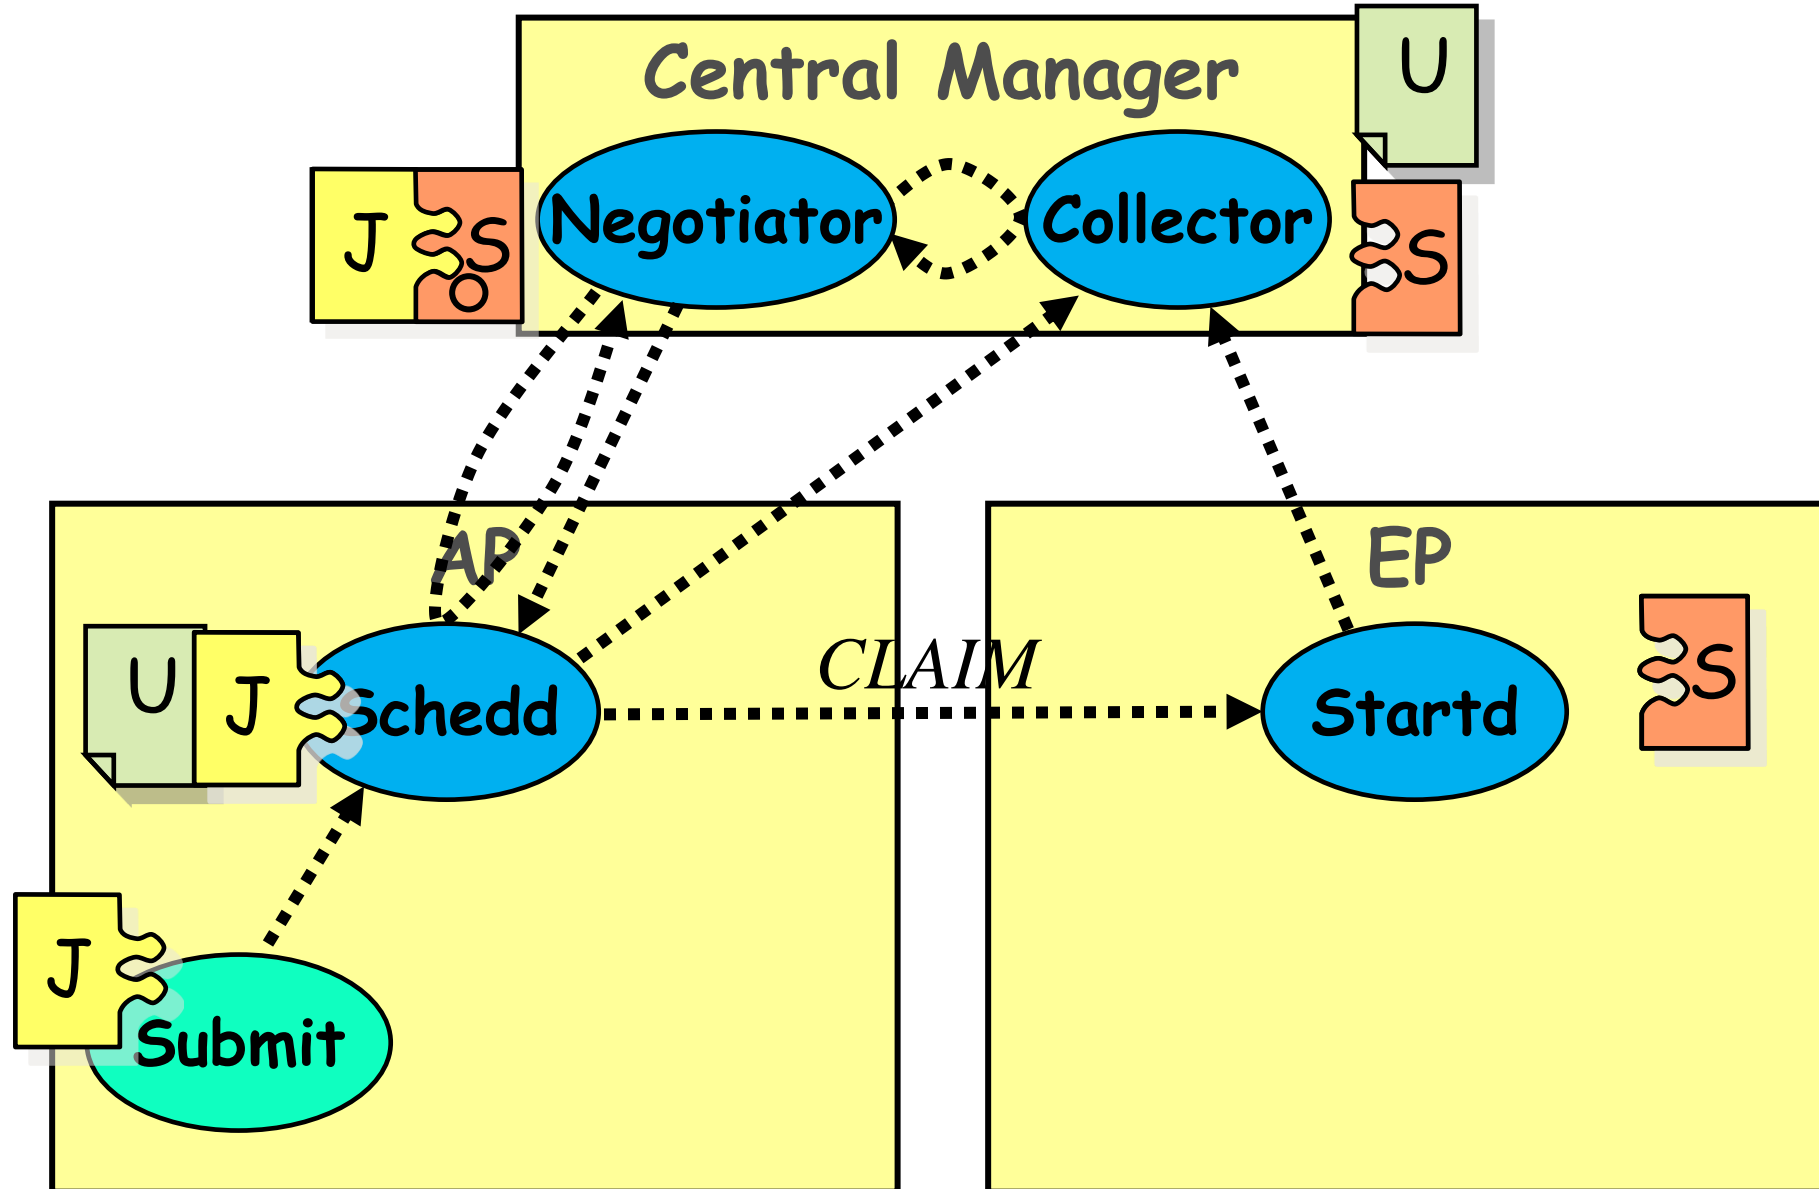 Central Manager
U
J
S
Negotiator
Collector
S
AP
EP
U
J
Schedd
CLAIM
Startd
S
J
Submit